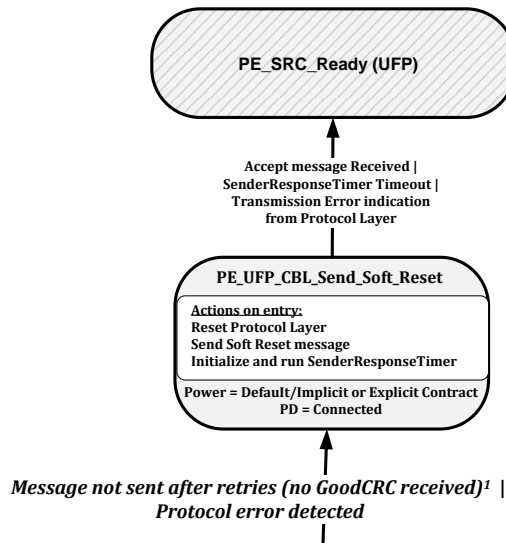 PE_SRC_Ready (UFP)
Accept message Received |
SenderResponseTimer Timeout |
Transmission Error indication
from Protocol Layer
PE_UFP_CBL_Send_Soft_Reset
Actions on entry:
Reset Protocol Layer
Send Soft Reset message
Initialize and run SenderResponseTimer
Power = Default/Implicit or Explicit Contract
PD = Connected
Message not sent after retries (no GoodCRC received)¹ |
Protocol error detected